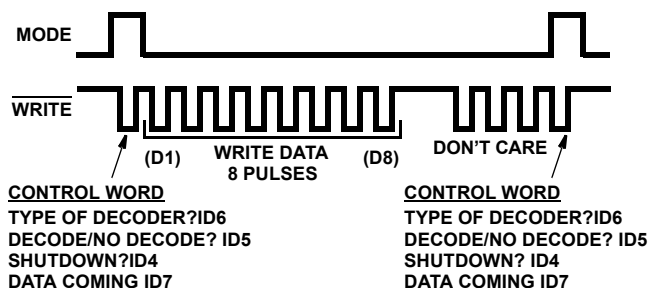 MODE
WRITE
(D1)
WRITE DATA
8 PULSES
(D8)
DON'T CARE
CONTROL WORD
TYPE OF DECODER?ID6
DECODE/NO DECODE? ID5
SHUTDOWN?ID4
DATA COMING ID7
CONTROL WORD
TYPE OF DECODER?ID6
DECODE/NO DECODE? ID5
SHUTDOWN? ID4
DATA COMING ID7